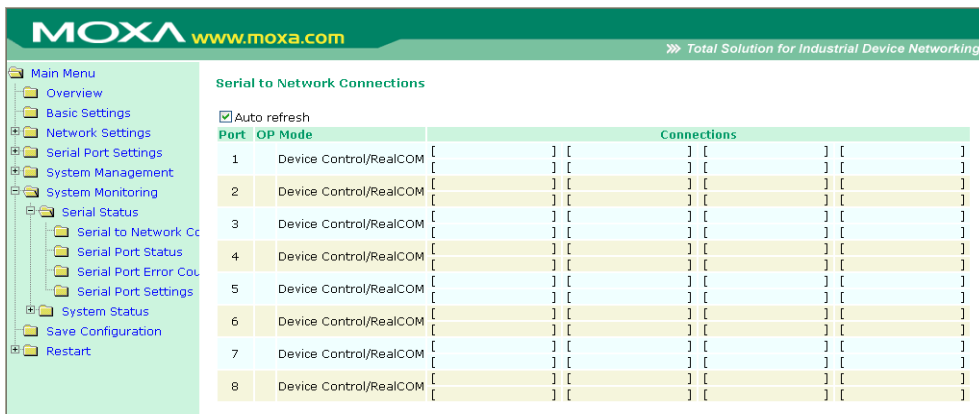 MOXA www.moxa.com
Total Solution for Industrial Device Networking
Main Menu
Overview
Basic Settings
Network Settings
Serial Port Settings
System Management
System Monitoring
Serial Status
Serial to Network Co
Serial Port Status
Serial Port Error Cou
Serial Port Settings
System Status
Save Configuration
Restart
Serial to Network Connections
Auto refresh
Port OP Mode Connections
1 Device Control/RealCOM [ ] [ ] [ ] [ ]
[ ] [ ] [ ] [ ]
2 Device Control/RealCOM [ ] [ ] [ ] [ ]
[ ] [ ] [ ] [ ]
3 Device Control/RealCOM [ ] [ ] [ ] [ ]
[ ] [ ] [ ] [ ]
4 Device Control/RealCOM [ ] [ ] [ ] [ ]
[ ] [ ] [ ] [ ]
5 Device Control/RealCOM [ ] [ ] [ ] [ ]
[ ] [ ] [ ] [ ]
6 Device Control/RealCOM [ ] [ ] [ ] [ ]
[ ] [ ] [ ] [ ]
7 Device Control/RealCOM [ ] [ ] [ ] [ ]
[ ] [ ] [ ] [ ]
8 Device Control/RealCOM [ ] [ ] [ ] [ ]
[ ] [ ] [ ] [ ]